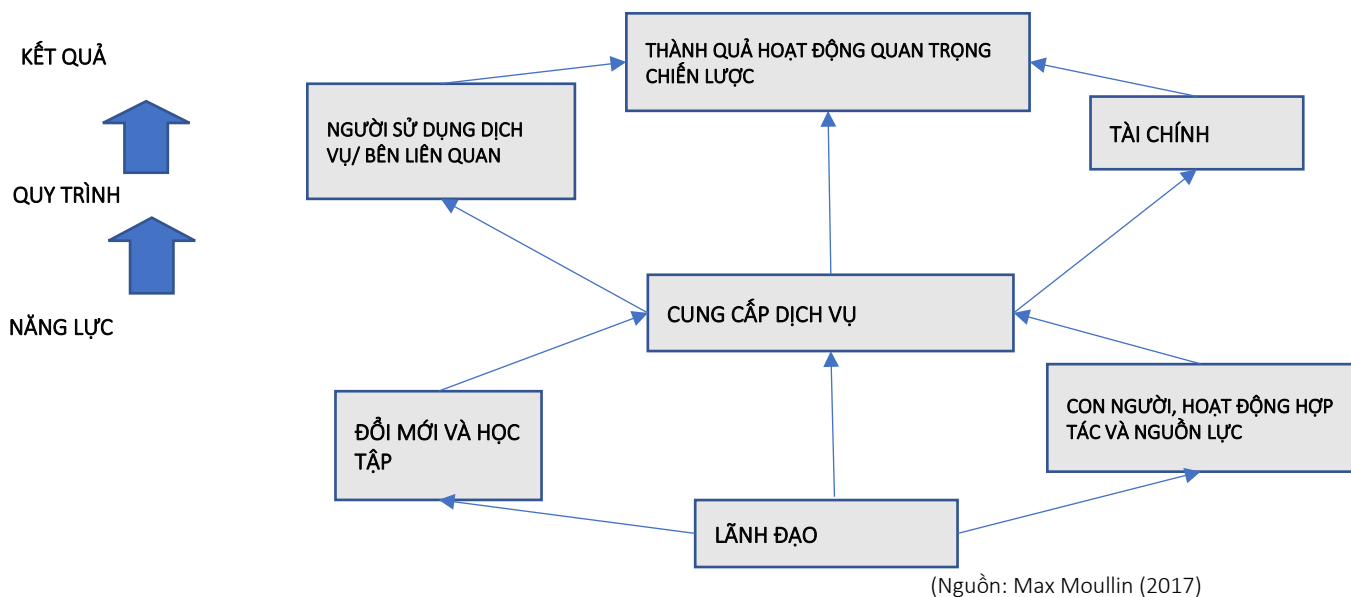 KẾT QUẢ
THÀNH QUẢ HOẠT ĐỘNG QUAN TRỌNG
CHIẾN LƯỢC
NGƯỜI SỬ DỤNG DỊCH
VỤ/ BÊN LIÊN QUAN
TÀI CHÍNH
QUY TRÌNH
CUNG CẤP DỊCH VỤ
NĂNG LỰC
ĐỔI MỚI VÀ HỌC
TẬP
CON NGƯỜI, HOẠT ĐỘNG HỢP
TÁC VÀ NGUỒN LỰC
LÃNH ĐẠO
(Nguồn: Max Moullin (2017)